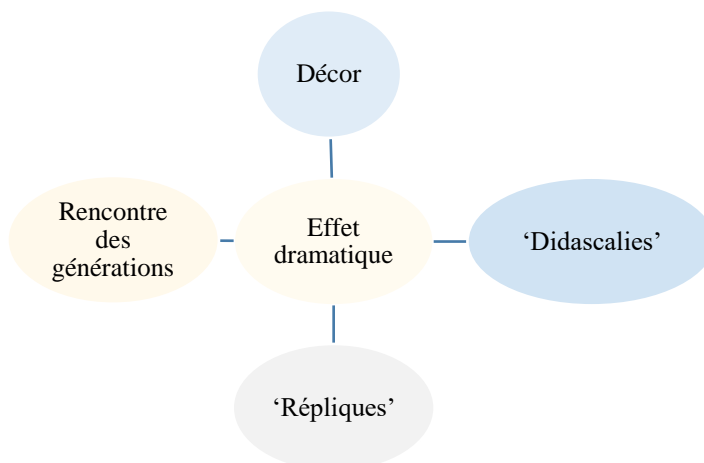 Décor
Rencontre
des
générations
Effet
dramatique
‘Didascalies’
‘Répliques’